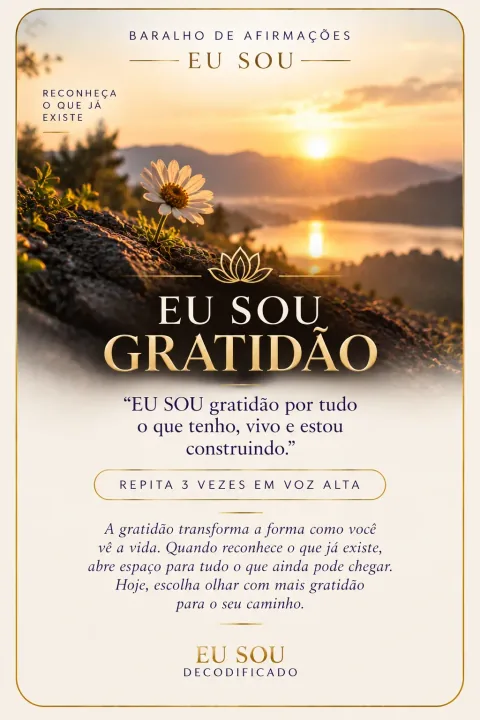 BARALHO DE AFIRMAÇÕES
EU SOU
RECONHEÇA
O QUE JÁ
EXISTE
EU SOU
GRATIDÃO
“EU SOU gratidão por tudo
o que tenho, vivo e estou
construindo.”
REPITA 3 VEZES EM VOZ ALTA
A gratidão transforma a forma como você
vê a vida. Quando reconhece o que já existe,
abre espaço para tudo o que ainda pode chegar.
Hoje, escolha olhar com mais gratidão
para o seu caminho.
EU SOU
DECODIFICADO